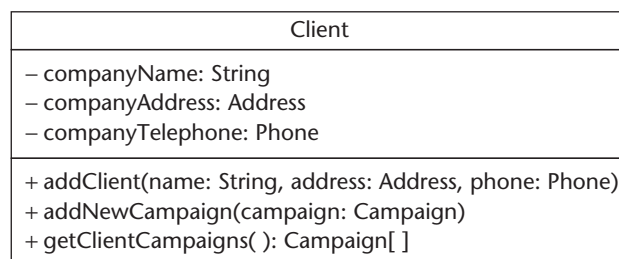 Client
– companyName: String
– companyAddress: Address
– companyTelephone: Phone
+ addClient(name: String, address: Address, phone: Phone)
+ addNewCampaign(campaign: Campaign)
+ getClientCampaigns( ): Campaign[ ]